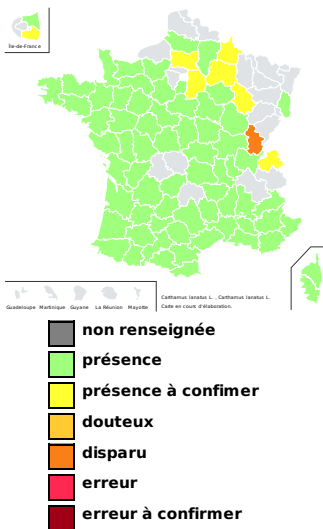 Île-de-France
Guadeloupe Martinique Guyane La Réunion Mayotte
Carthamus lanatus L. , Carthamus lanatus L.
Carte en cours d'élaboration.
non renseignée
présence
présence à confimer
douteux
disparu
erreur
erreur à confirmer